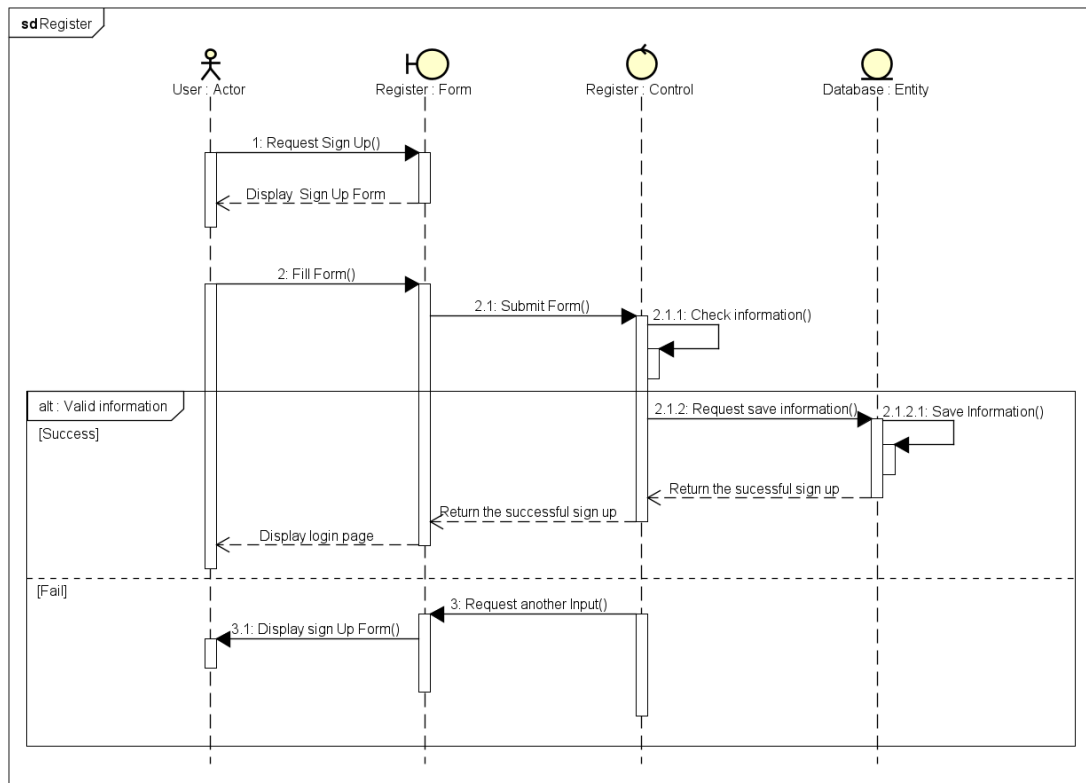 sd Register
User : Actor
Register : Form
Register : Control
Database : Entity
1: Request Sign Up()
Display Sign Up Form
2: Fill Form()
2.1: Submit Form()
2.1.1: Check information()
alt : Valid information
[Success]
2.1.2: Request save information()
2.1.2.1: Save Information()
Return the sucessful sign up
Return the successful sign up
Display login page
[Fail]
3: Request another Input()
3.1: Display sign Up Form()